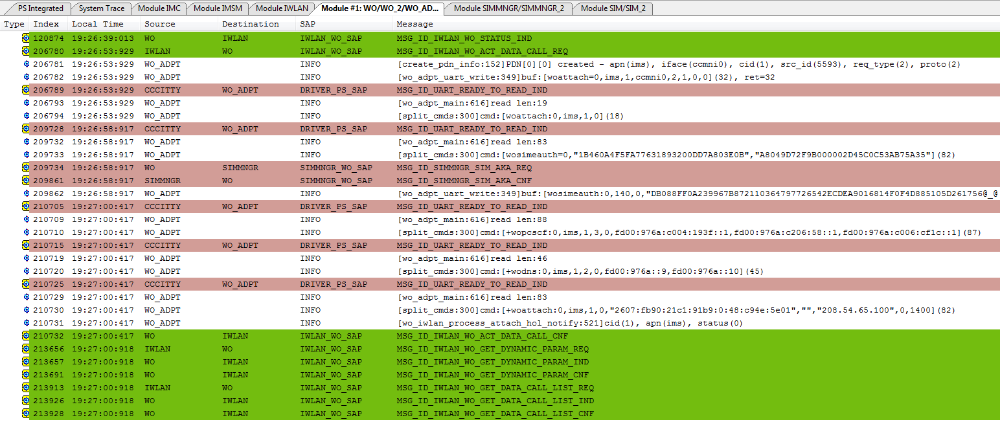 PS Integrated System Trace Module IMC Module IMSM Module IWLAN Module #1: WO/WO_2/WO_AD... Module SIMMNGR/SIMMNGR_2 Module SIM/SIM_2
Type Index Local Time Source Destination SAP Message
120874 19:26:39:013 WO IWLAN IWLAN_WO_SAP MSG_ID_IWLAN_WO_STATUS_IND
206780 19:26:53:929 IWLAN WO IWLAN_WO_SAP MSG_ID_IWLAN_WO_ACT_DATA_CALL_REQ
206781 19:26:53:929 WO_ADPT INFO [create_pdn_info:152]PDN[0][0] created - apn(ims), iface(ccmni0), cid(1), src_id(5593), req_type(2), proto(2)
206782 19:26:53:929 WO_ADPT INFO [wo_adpt_uart_write:349]buf:[woattach=0,ims,1,ccmni0,2,1,0,0](32), ret=32
206789 19:26:53:929 CCCITTY WO_ADPT DRIVER_PS_SAP MSG_ID_UART_READY_TO_READ_IND
206793 19:26:53:929 WO_ADPT INFO [wo_adpt_main:616]read len:19
206794 19:26:53:929 WO_ADPT INFO [split_cmds:300]cmd:[woattach:0,ims,1,0](18)
209728 19:26:58:917 CCCITTY WO_ADPT DRIVER_PS_SAP MSG_ID_UART_READY_TO_READ_IND
209732 19:26:58:917 WO_ADPT INFO [wo_adpt_main:616]read len:83
209733 19:26:58:917 WO_ADPT INFO [split_cmds:300]cmd:[wosimeauth=0,"1B460A4F5FA77631893200DD7A803E0B","A8049D72F9B000002D45C0C53AB75A35"](82)
209734 19:26:58:917 WO SIMMNGR SIMMNGR_WO_SAP MSG_ID_SIMMNGR_SIM_AKA_REQ
209861 19:26:58:917 SIMMNGR WO SIMMNGR_WO_SAP MSG_ID_SIMMNGR_SIM_AKA_CNF
209862 19:26:58:917 WO_ADPT INFO [wo_adpt_uart_write:349]buf:[wosimeauth:0,140,0,"DB088FF0A239967B872110364797726542ECDEA9016814F0F4D885105D261756@_@
210705 19:27:00:417 CCCITTY WO_ADPT DRIVER_PS_SAP MSG_ID_UART_READY_TO_READ_IND
210709 19:27:00:417 WO_ADPT INFO [wo_adpt_main:616]read len:88
210710 19:27:00:417 WO_ADPT INFO [split_cmds:300]cmd:[+wopcscf:0,ims,1,3,0,fd00:976a:c004:193f::1,fd00:976a:c206:58::1,fd00:976a:c006:cf1c::1](87)
210715 19:27:00:417 CCCITTY WO_ADPT DRIVER_PS_SAP MSG_ID_UART_READY_TO_READ_IND
210719 19:27:00:417 WO_ADPT INFO [wo_adpt_main:616]read len:46
210720 19:27:00:417 WO_ADPT INFO [split_cmds:300]cmd:[+wodns:0,ims,1,2,0,fd00:976a::9,fd00:976a::10](45)
210725 19:27:00:417 CCCITTY WO_ADPT DRIVER_PS_SAP MSG_ID_UART_READY_TO_READ_IND
210729 19:27:00:417 WO_ADPT INFO [wo_adpt_main:616]read len:83
210730 19:27:00:417 WO_ADPT INFO [split_cmds:300]cmd:[+woattach:0,ims,1,0,"2607:fb90:21c1:91b9:0:48:c94e:5e01","","208.54.65.100",0,1400](82)
210731 19:27:00:417 WO_ADPT INFO [wo_iwlan_process_attach_hol_notify:521]cid(1), apn(ims), status(0)
210732 19:27:00:417 WO IWLAN IWLAN_WO_SAP MSG_ID_IWLAN_WO_ACT_DATA_CALL_CNF
213656 19:27:00:918 IWLAN WO IWLAN_WO_SAP MSG_ID_IWLAN_WO_GET_DYNAMIC_PARAM_REQ
213657 19:27:00:918 WO IWLAN IWLAN_WO_SAP MSG_ID_IWLAN_WO_GET_DYNAMIC_PARAM_IND
213691 19:27:00:918 WO IWLAN IWLAN_WO_SAP MSG_ID_IWLAN_WO_GET_DYNAMIC_PARAM_CNF
213913 19:27:00:918 IWLAN WO IWLAN_WO_SAP MSG_ID_IWLAN_WO_GET_DATA_CALL_LIST_REQ
213926 19:27:00:918 WO IWLAN IWLAN_WO_SAP MSG_ID_IWLAN_WO_GET_DATA_CALL_LIST_IND
213928 19:27:00:918 WO IWLAN IWLAN_WO_SAP MSG_ID_IWLAN_WO_GET_DATA_CALL_LIST_CNF